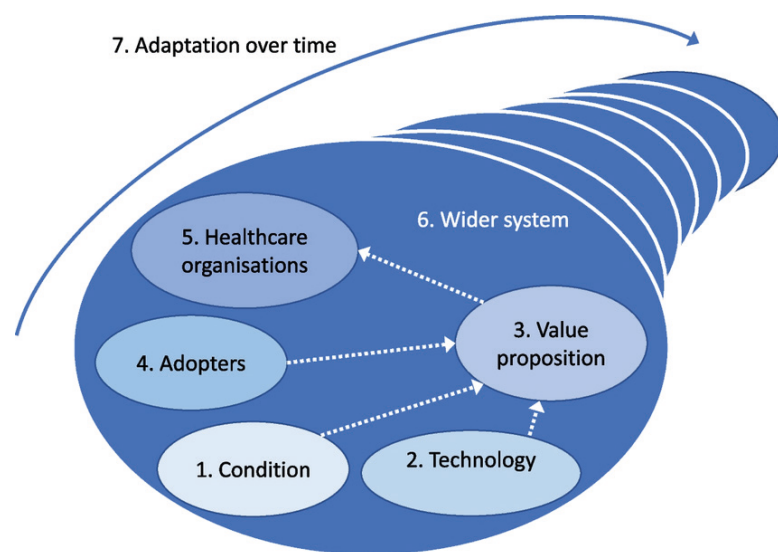 7. Adaptation over time
6. Wider system
5. Healthcare
organisations
3. Value
proposition
4. Adopters
1. Condition
2. Technology